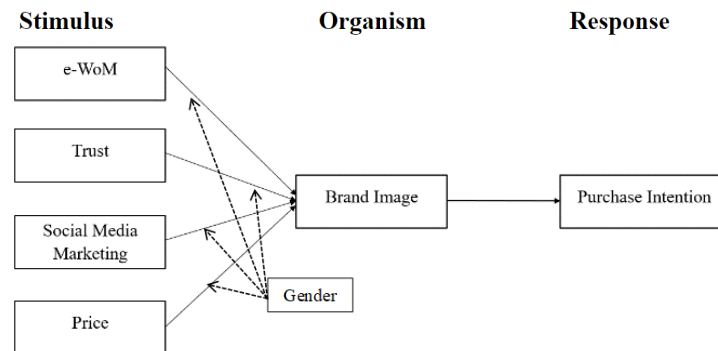 Stimulus
Organism
Response
e-WoM
Trust
Social Media
Marketing
Price
Brand Image
Gender
Purchase Intention